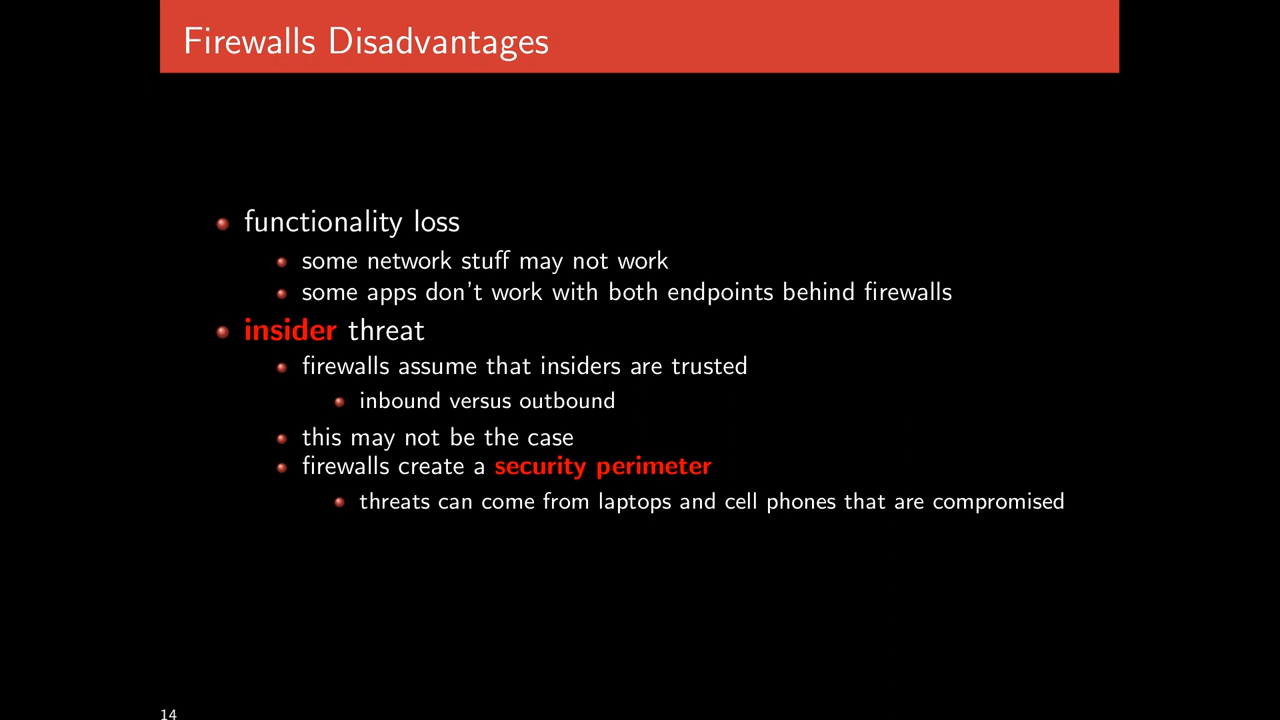 Firewalls Disadvantages
functionality loss
some network stuff may not work
some apps don't work with both endpoints behind firewalls
insider threat
firewalls assume that insiders are trusted
inbound versus outbound
this may not be the case
firewalls create a security perimeter
threats can come from laptops and cell phones that are compromised
14